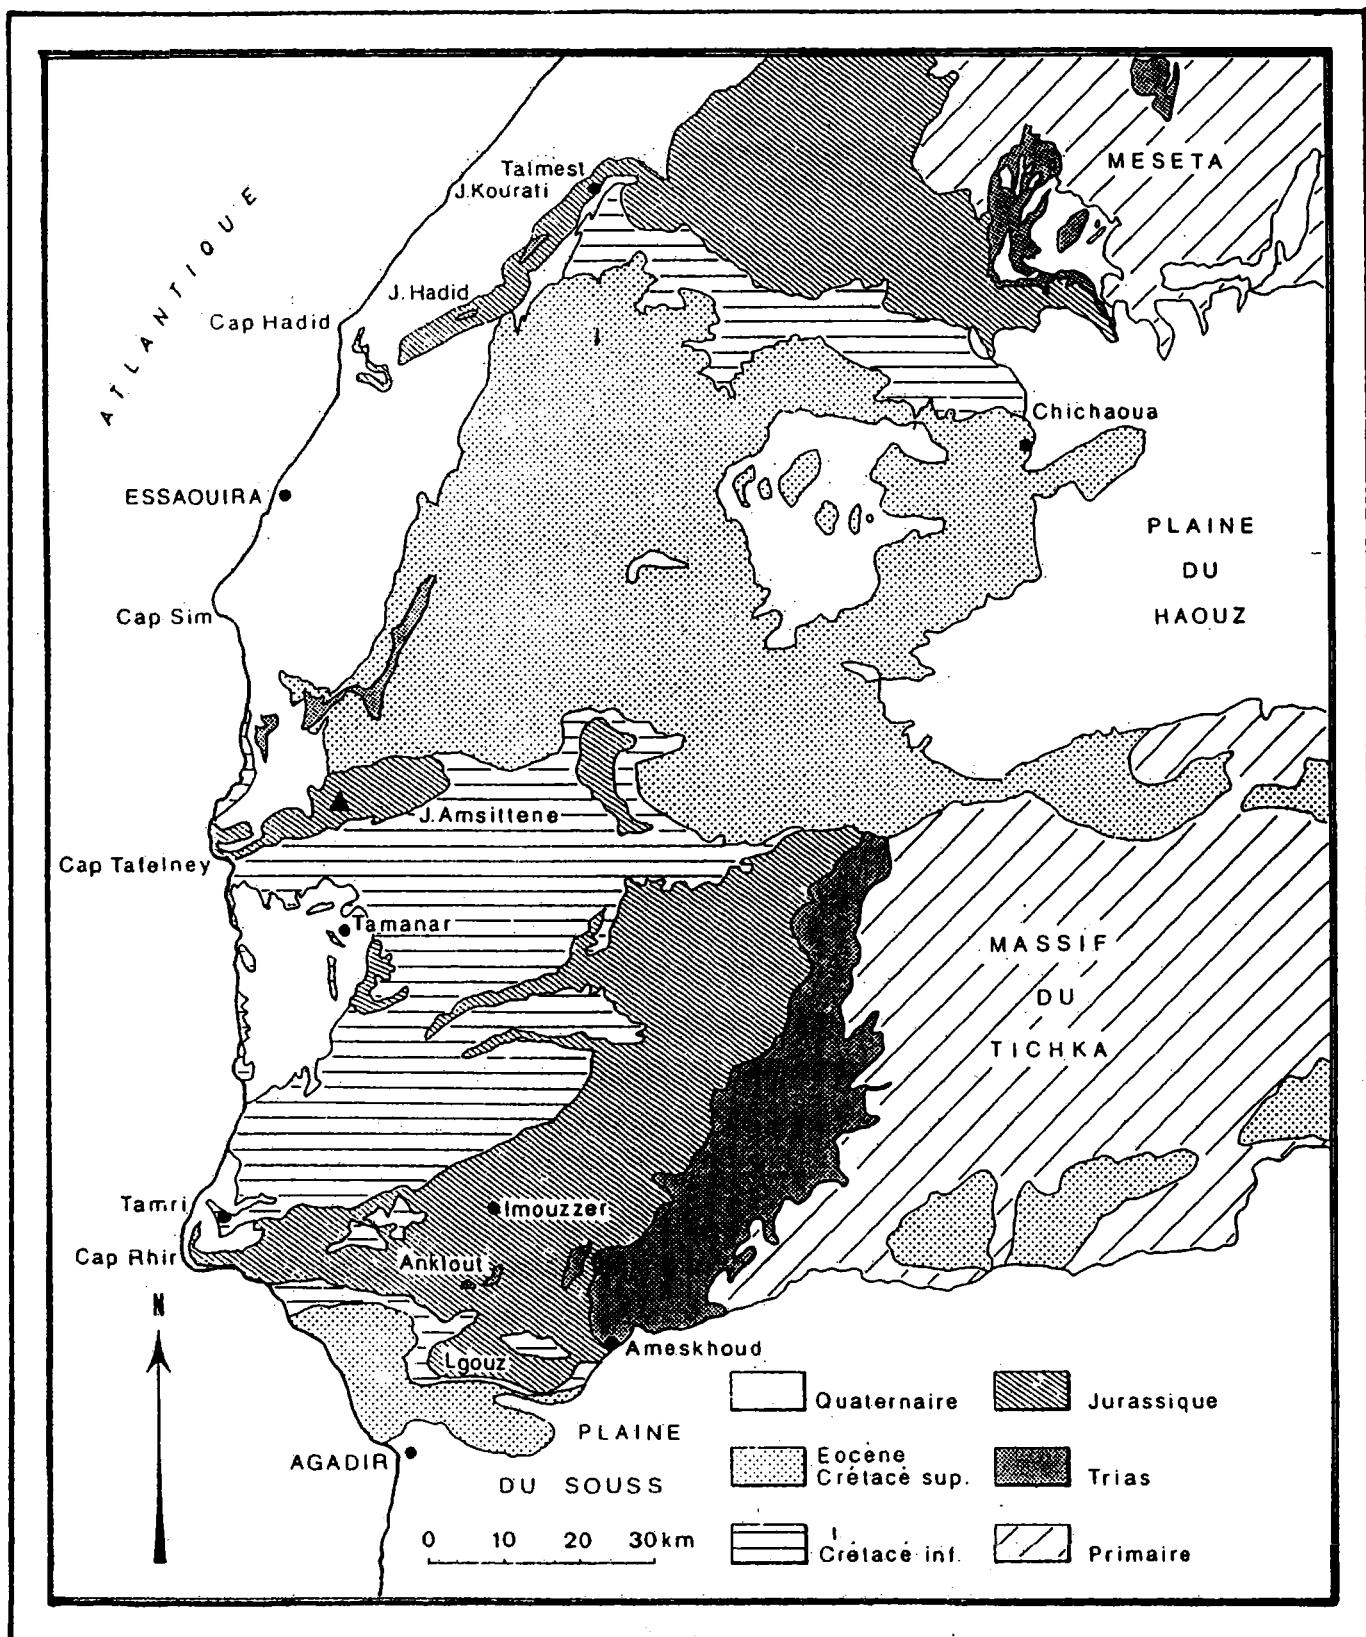 MESETA
Talmest
J.Kourati
ATLANTIQUE
J.Hadid
Cap Hadid
Chichaoua
ESSAOUIRA
PLAINE
DU
HAOUZ
Cap Sim
J.Amsittene
Cap Tafelney
Tamanar
MASSIF
DU
TICHKA
Tamri
Imouzzer
Cap Rhir
Anklout
N
Ameskhoud
Lgouz
PLAINE
DU SOUSS
AGADIR
0 10 20 30km
Quaternaire
Jurassique
Eocène
Crétacé sup.
Trias
Crétacé inf.
Primaire